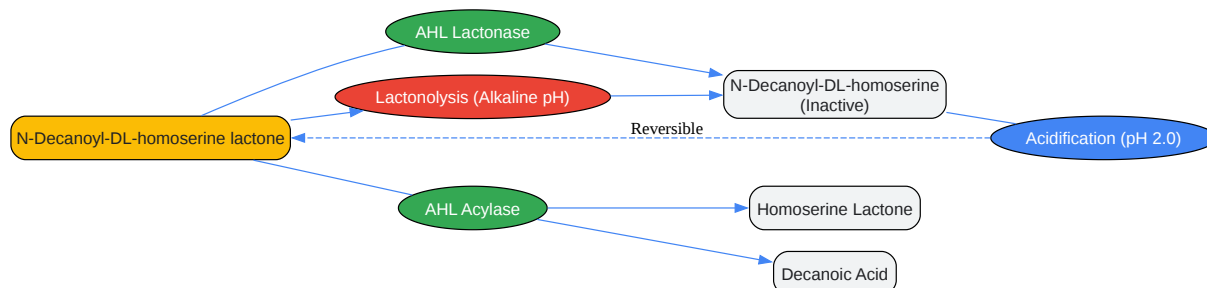 AHL Lactonase
Lactonolysis (Alkaline pH)
N-Decanoyl-DL-homoserine
(Inactive)
Reversible
N-Decanoyl-DL-homoserine lactone
Acidification (pH 2.0)
AHL Acylase
Homoserine Lactone
Decanoic Acid